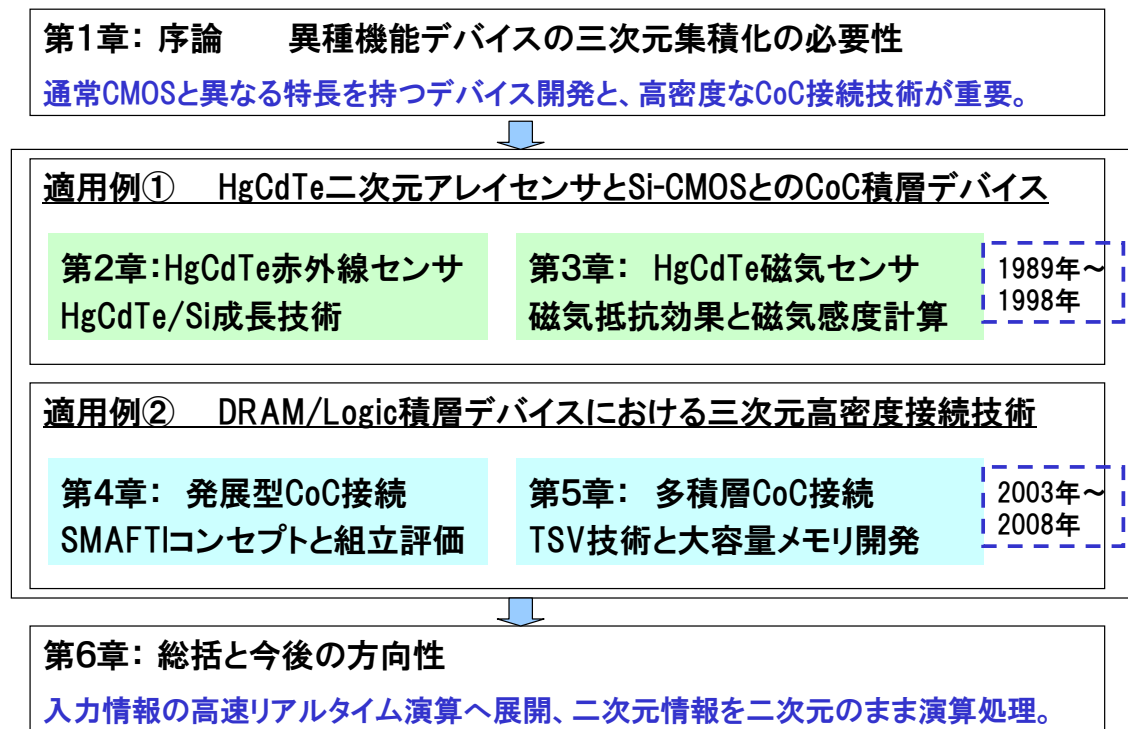 第1章: 序論　　異種機能デバイスの三次元集積化の必要性
通常CMOSと異なる特長を持つデバイス開発と、高密度なCoC接続技術が重要。
適用例①　HgCdTe二次元アレイセンサとSi-CMOSとのCoC積層デバイス
第2章:HgCdTe赤外線センサ
HgCdTe/Si成長技術
第3章: HgCdTe磁気センサ
磁気抵抗効果と磁気感度計算
1989年～
1998年
適用例②　DRAM/Logic積層デバイスにおける三次元高密度接続技術
第4章: 発展型CoC接続
SMAFTIコンセプトと組立評価
第5章: 多積層CoC接続
TSV技術と大容量メモリ開発
2003年～
2008年
第6章: 総括と今後の方向性
入力情報の高速リアルタイム演算へ展開、二次元情報を二次元のまま演算処理。